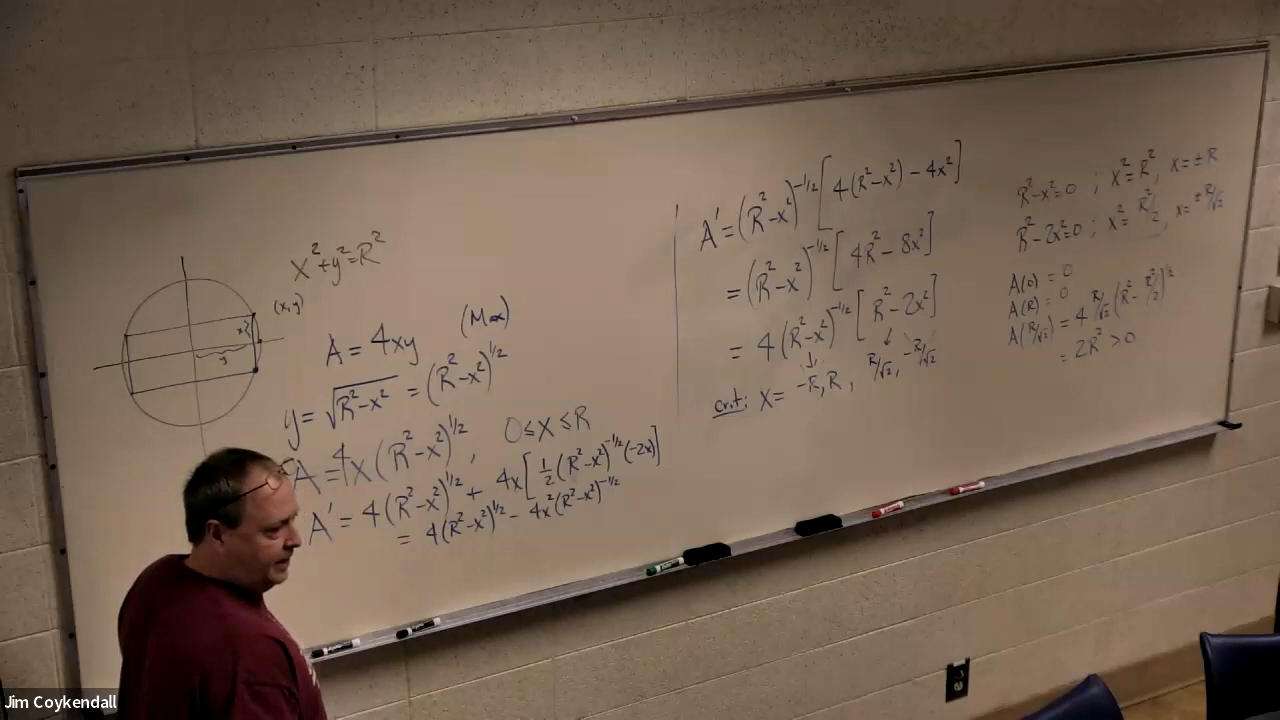 x²+y²=R²
(x,y)
x
y
A = 4xy (Max)
y = √(R²-x²) = (R²-x²)^1/2
A = 4x(R²-x²)^1/2, 0≤x≤R
A' = 4(R²-x²)^1/2 + 4x[1/2(R²-x²)^-1/2(-2x)]
= 4(R²-x²)^1/2 - 4x²(R²-x²)^-1/2
A' = (R²-x²)^-1/2[4(R²-x²) - 4x²]
= (R²-x²)^-1/2[4R² - 8x²]
= 4(R²-x²)^-1/2[R²-2x²]
crit: x = -R, R, R/√2, -R/√2
R²-x²=0 ; x²=R², x=±R
R²-2x²=0 ; x²=R²/2, x=±R/√2
A(0) = 0
A(R) = 0
A(R/√2) = 4 R/√2 (R²-R²/2)^1/2
= 2R² > 0
Jim Coykendall